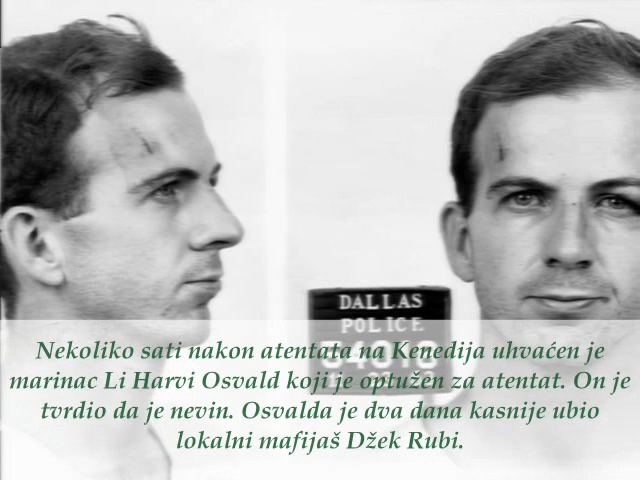 DALLAS
POLICE
Nekoliko sati nakon atentata na Kenedija uhvaćen je
marinac Li Harvi Osvald koji je optužen za atentat. On je
tvrdio da je nevin. Osvalda je dva dana kasnije ubio
lokalni mafijaš Džek Rubi.